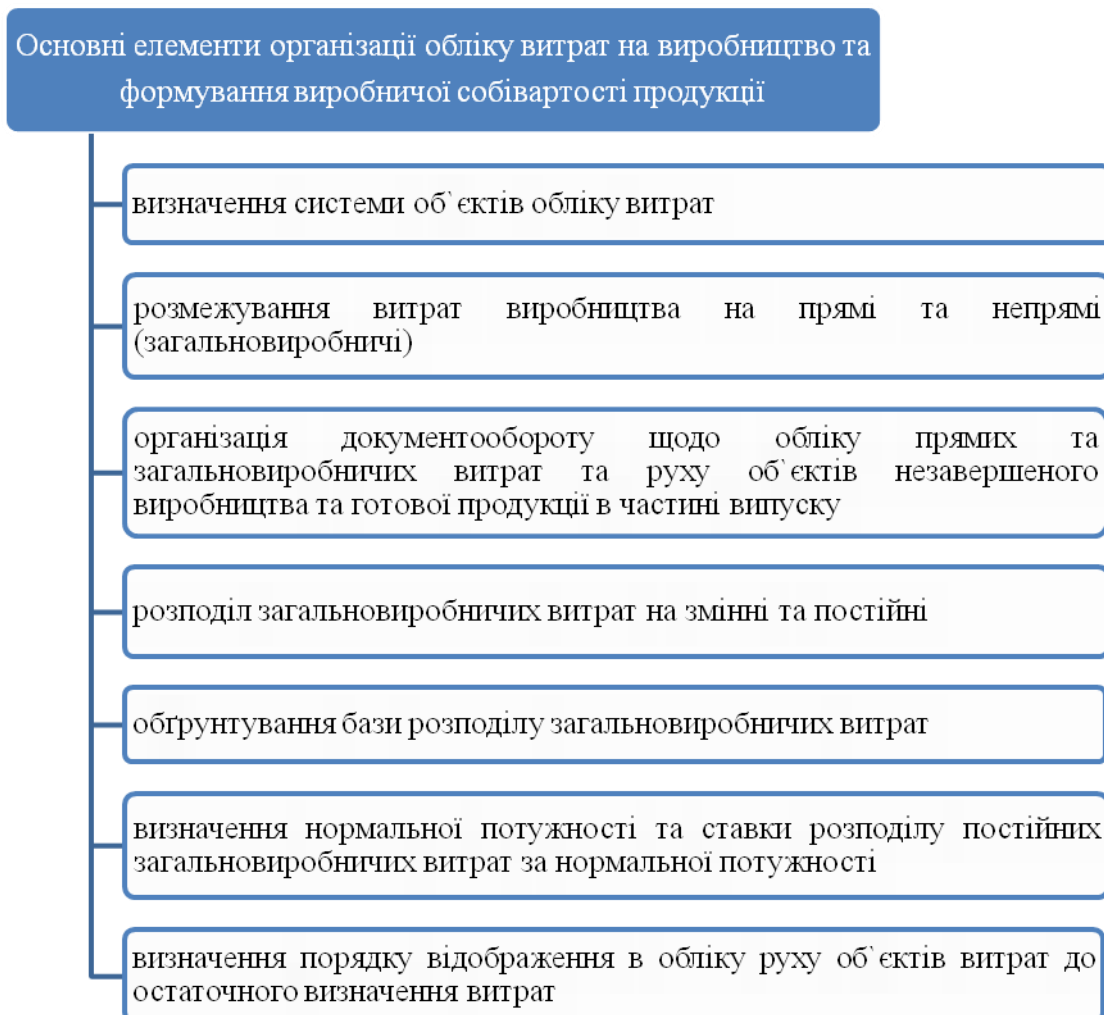 Основні елементи організації обліку витрат на виробництво та
формування виробничої собівартості продукції
визначення системи об`єктів обліку витрат
розмежування витрат виробництва на прямі та непрямі
(загальновиробничі)
організація документообороту щодо обліку прямих та
загальновиробничих витрат та руху об`єктів незавершеного
виробництва та готової продукції в частині випуску
розподіл загальновиробничих витрат на змінні та постійні
обґрунтування бази розподілу загальновиробничих витрат
визначення нормальної потужності та ставки розподілу постійних
загальновиробничих витрат за нормальної потужності
визначення порядку відображення в обліку руху об`єктів витрат до
остаточного визначення витрат